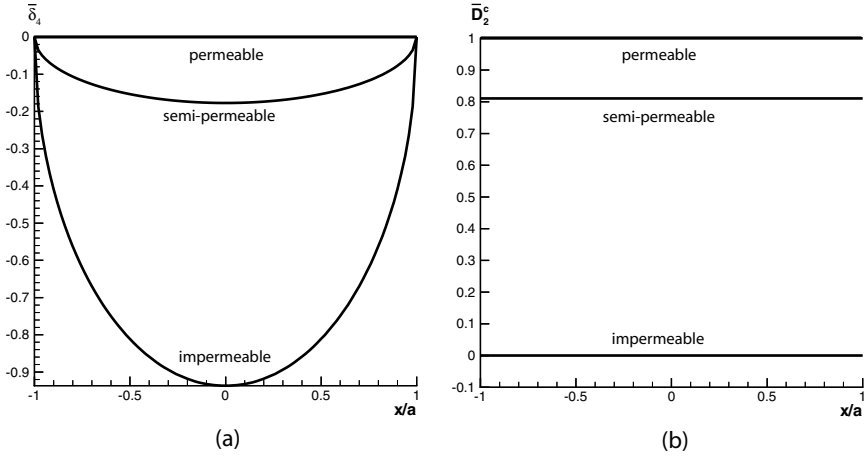 δ̄₄
0
-0.1
-0.2
-0.3
-0.4
-0.5
-0.6
-0.7
-0.8
-0.9
permeable
semi-permeable
impermeable
-1
-0.5
0
0.5
1
x/a
(a)
D̄₂ᶜ
1
0.9
0.8
0.7
0.6
0.5
0.4
0.3
0.2
0.1
0
-0.1
permeable
semi-permeable
impermeable
-1
-0.5
0
0.5
1
x/a
(b)